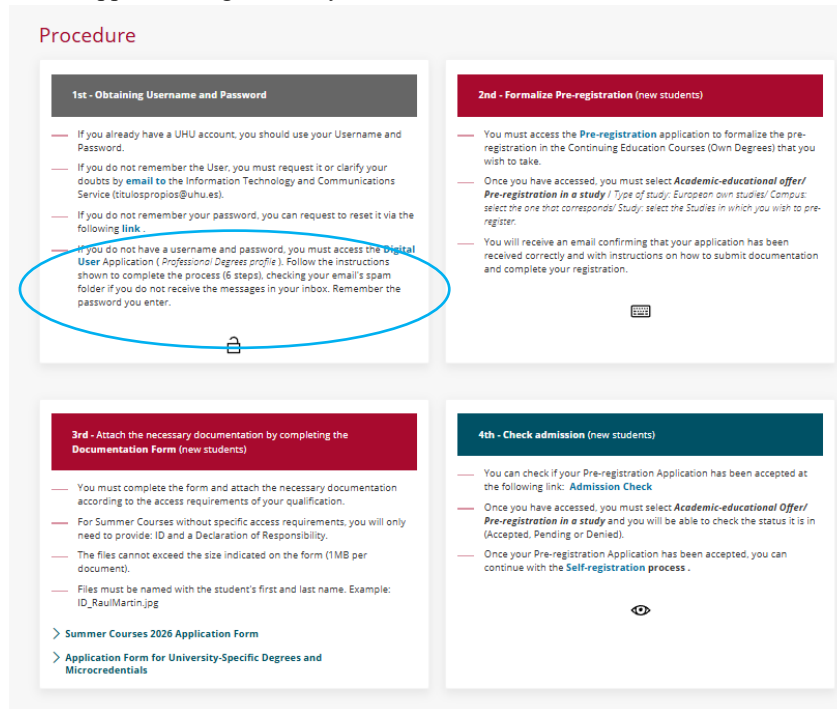 Procedure
1st - Obtaining Username and Password
If you already have a UHU account, you should use your Username and
Password.
If you do not remember the User, you must request it or clarify your
doubts by email to the Information Technology and Communications
Service (titulospropios@uhu.es).
If you do not remember your password, you can request to reset it via the
following link .
If you do not have a username and password, you must access the Digital
User Application ( Professional Degrees profile ). Follow the instructions
shown to complete the process (6 steps), checking your email's spam
folder if you do not receive the messages in your inbox. Remember the
password you enter.
2nd - Formalize Pre-registration (new students)
You must access the Pre-registration application to formalize the pre-
registration in the Continuing Education Courses (Own Degrees) that you
wish to take.
Once you have accessed, you must select Academic-educational offer/
Pre-registration in a study / Type of study: European own studies/ Campus:
select the one that corresponds/ Study: select the Studies in which you wish to pre-
register.
You will receive an email confirming that your application has been
received correctly and with instructions on how to submit documentation
and complete your registration.
3rd - Attach the necessary documentation by completing the
Documentation Form (new students)
You must complete the form and attach the necessary documentation
according to the access requirements of your qualification.
For Summer Courses without specific access requirements, you will only
need to provide: ID and a Declaration of Responsibility.
The files cannot exceed the size indicated on the form (1MB per
document).
Files must be named with the student's first and last name. Example:
ID_RaulMartin.jpg
Summer Courses 2026 Application Form
Application Form for University-Specific Degrees and
Microcredentials
4th - Check admission (new students)
You can check if your Pre-registration Application has been accepted at
the following link: Admission Check
Once you have accessed, you must select Academic-educational Offer/
Pre-registration in a study and you will be able to check the status it is in
(Accepted, Pending or Denied).
Once your Pre-registration Application has been accepted, you can
continue with the Self-registration process .